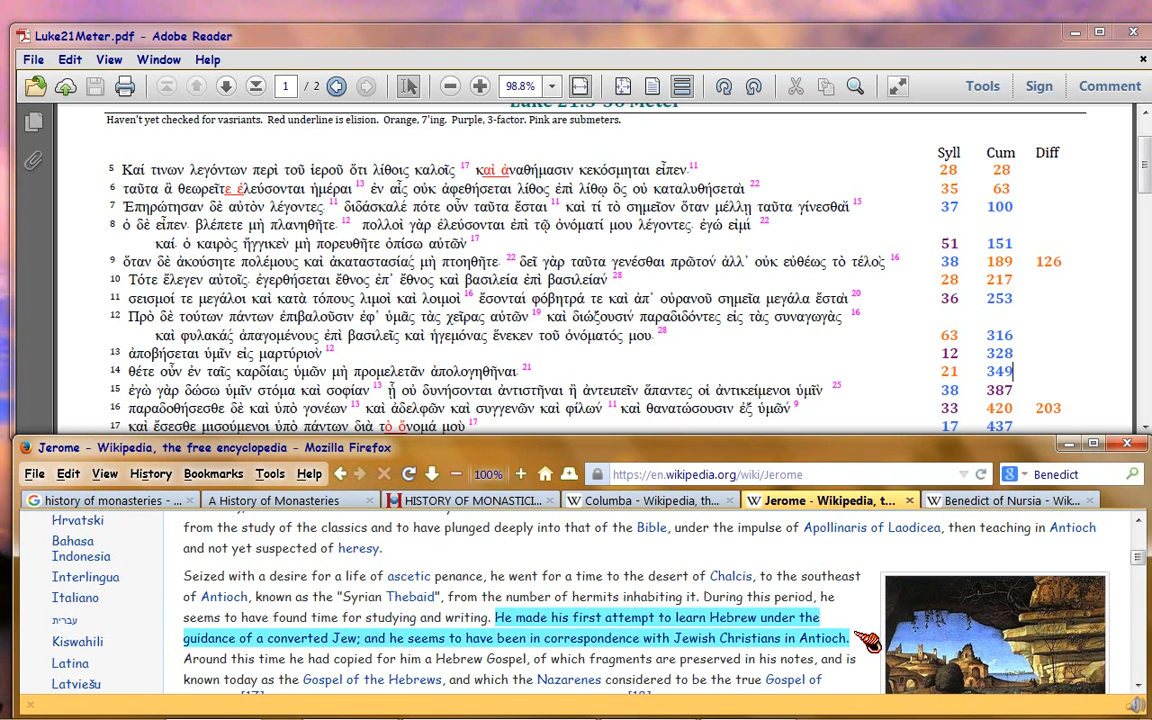 Luke21Meter.pdf - Adobe Reader
File Edit View Window Help
1 / 2 98.8% Tools Sign Comment
Haven't yet checked for vasriants. Red underline is elision. Orange, 7'ing. Purple, 3-factor. Pink are submeters.
Syll Cum Diff
5 Καί τινων λεγόντων περὶ τοῦ ἱεροῦ ὅτι λίθοις καλοῖς 17 καὶ ἀναθήμασιν κεκόσμηται εἶπεν. 11 28 28
6 ταῦτα ἃ θεωρεῖτε ἐλεύσονται ἡμέραι 13 ἐν αἷς οὐκ ἀφεθήσεται λίθος ἐπὶ λίθῳ ὃς οὐ καταλυθήσεται 22 35 63
7 Ἐπηρώτησαν δὲ αὐτὸν λέγοντες. 11 διδάσκαλέ πότε οὖν ταῦτα ἔσται 11 καὶ τί τὸ σημεῖον ὅταν μέλλῃ ταῦτα γίνεσθαι 15 37 100
8 ὁ δὲ εἶπεν. βλέπετε μὴ πλανηθῆτε. 12 πολλοὶ γὰρ ἐλεύσονται ἐπὶ τῷ ὀνόματί μου λέγοντες. ἐγώ εἰμί 22
καί. ὁ καιρὸς ἤγγικεν μὴ πορευθῆτε ὀπίσω αὐτῶν 17 51 151
9 ὅταν δὲ ἀκούσητε πολέμους καὶ ἀκαταστασίας μὴ πτοηθῆτε. 22 δεῖ γὰρ ταῦτα γενέσθαι πρῶτον ἀλλ' οὐκ εὐθέως τὸ τέλος 16 38 189 126
10 Τότε ἔλεγεν αὐτοῖς. ἐγερθήσεται ἔθνος ἐπ' ἔθνος καὶ βασιλεία ἐπὶ βασιλείαν 28 28 217
11 σεισμοί τε μεγάλοι καὶ κατὰ τόπους λιμοὶ καὶ λοιμοὶ 16 ἔσονται φόβητρά τε καὶ ἀπ' οὐρανοῦ σημεῖα μεγάλα ἔσται 20 36 253
12 Πρὸ δὲ τούτων πάντων ἐπιβαλοῦσιν ἐφ' ὑμᾶς τὰς χεῖρας αὐτῶν 19 καὶ διώξουσιν παραδιδόντες εἰς τὰς συναγωγὰς 16
καὶ φυλακάς ἀπαγομένους ἐπὶ βασιλεῖς καὶ ἡγεμόνας ἕνεκεν τοῦ ὀνόματός μου. 28 63 316
13 ἀποβήσεται ὑμῖν εἰς μαρτύριον 12 12 328
14 θέτε οὖν ἐν ταῖς καρδίαις ὑμῶν μὴ προμελετᾶν ἀπολογηθῆναι. 21 21 349
15 ἐγὼ γὰρ δώσω ὑμῖν στόμα καὶ σοφίαν 13 ᾗ οὐ δυνήσονται ἀντιστῆναι ἢ ἀντειπεῖν ἅπαντες οἱ ἀντικείμενοι ὑμῖν 25 38 387
16 παραδοθήσεσθε δὲ καὶ ὑπὸ γονέων 13 καὶ ἀδελφῶν καὶ συγγενῶν καὶ φίλων 11 καὶ θανατώσουσιν ἐξ ὑμῶν 9 33 420 203
17 καὶ ἔσεσθε μισούμενοι ὑπὸ πάντων διὰ τὸ ὄνομά μου 17 17 437
Jerome - Wikipedia, the free encyclopedia - Mozilla Firefox
File Edit View History Bookmarks Tools Help 100% https://en.wikipedia.org/wiki/Jerome Benedict
history of monasteries - ... A History of Monasteries HISTORY OF MONASTICI... Columba - Wikipedia, th... Jerome - Wikipedia, t... Benedict of Nursia - Wik...
Hrvatski
Bahasa
Indonesia
Interlingua
Italiano
עברית
Kiswahili
Latina
Latviešu
from the study of the classics and to have plunged deeply into that of the Bible, under the impulse of Apollinaris of Laodicea, then teaching in Antioch
and not yet suspected of heresy.
Seized with a desire for a life of ascetic penance, he went for a time to the desert of Chalcis, to the southeast
of Antioch, known as the "Syrian Thebaid", from the number of hermits inhabiting it. During this period, he
seems to have found time for studying and writing. He made his first attempt to learn Hebrew under the
guidance of a converted Jew; and he seems to have been in correspondence with Jewish Christians in Antioch.
Around this time he had copied for him a Hebrew Gospel, of which fragments are preserved in his notes, and is
known today as the Gospel of the Hebrews, and which the Nazarenes considered to be the true Gospel of